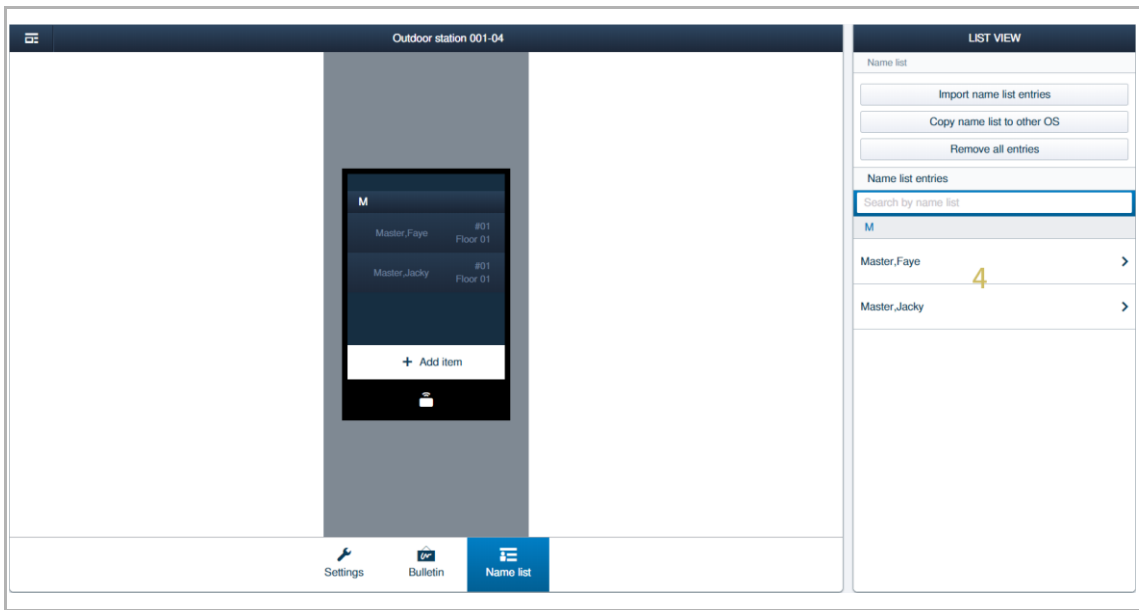 Outdoor station 001-04
M
Master,Faye #01
Floor 01
Master,Jacky #01
Floor 01
+ Add item
Settings
Bulletin
Name list
LIST VIEW
Name list
Import name list entries
Copy name list to other OS
Remove all entries
Name list entries
Search by name list
M
Master,Faye
4
Master,Jacky